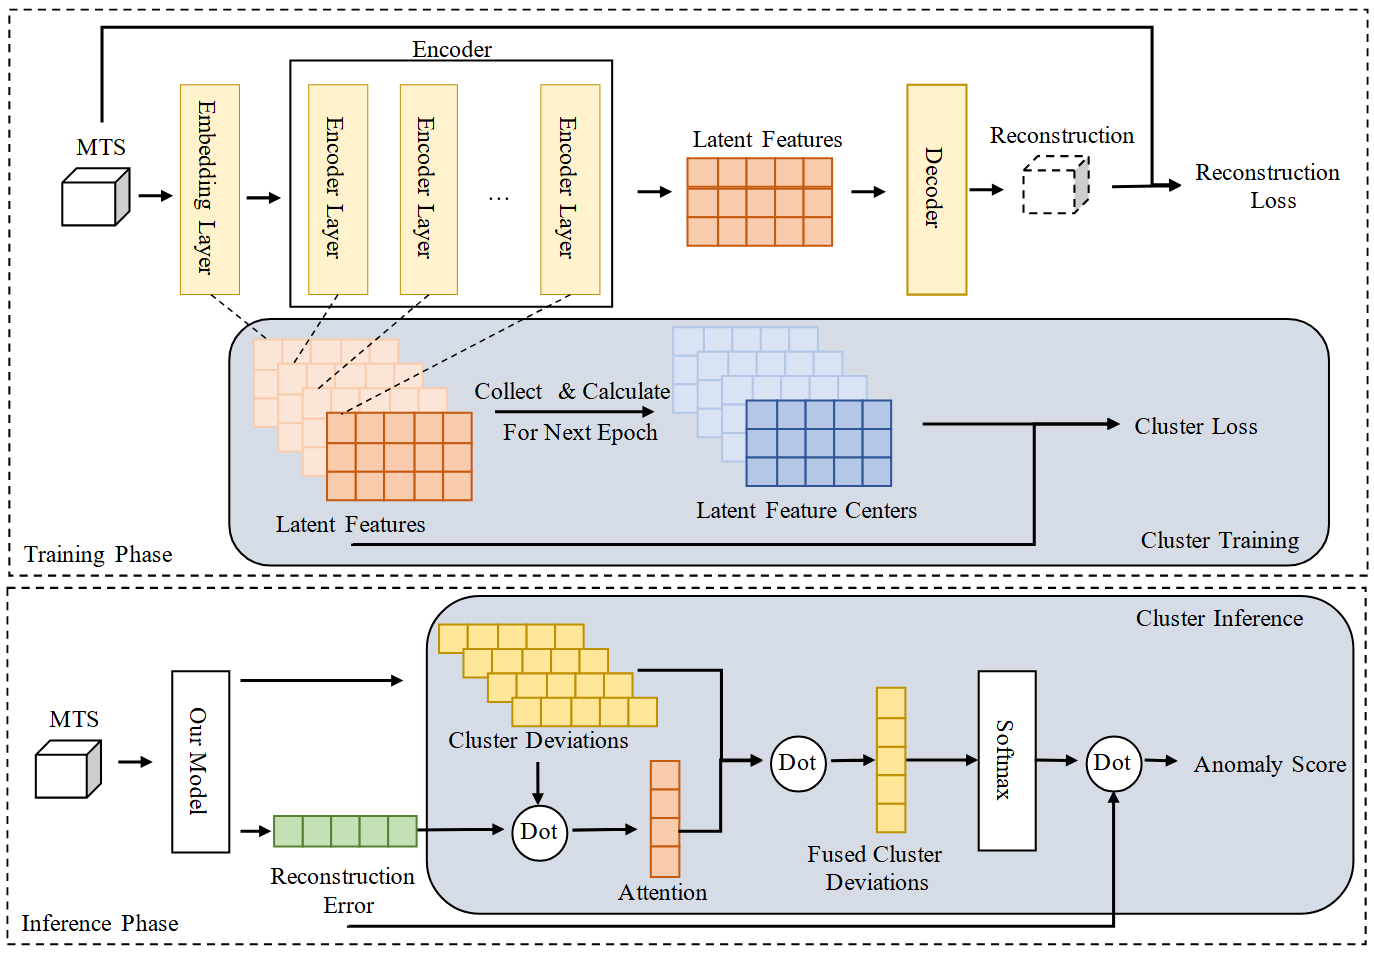 Encoder
MTS
Embedding Layer
Encoder Layer
Encoder Layer
...
Encoder Layer
Latent Features
Decoder
Reconstruction
Reconstruction
Loss
Collect & Calculate
For Next Epoch
Latent Features
Latent Feature Centers
Cluster Loss
Cluster Training
Training Phase
Cluster Inference
MTS
Our Model
Cluster Deviations
Dot
Attention
Reconstruction
Error
Dot
Fused Cluster
Deviations
Softmax
Dot
Anomaly Score
Inference Phase